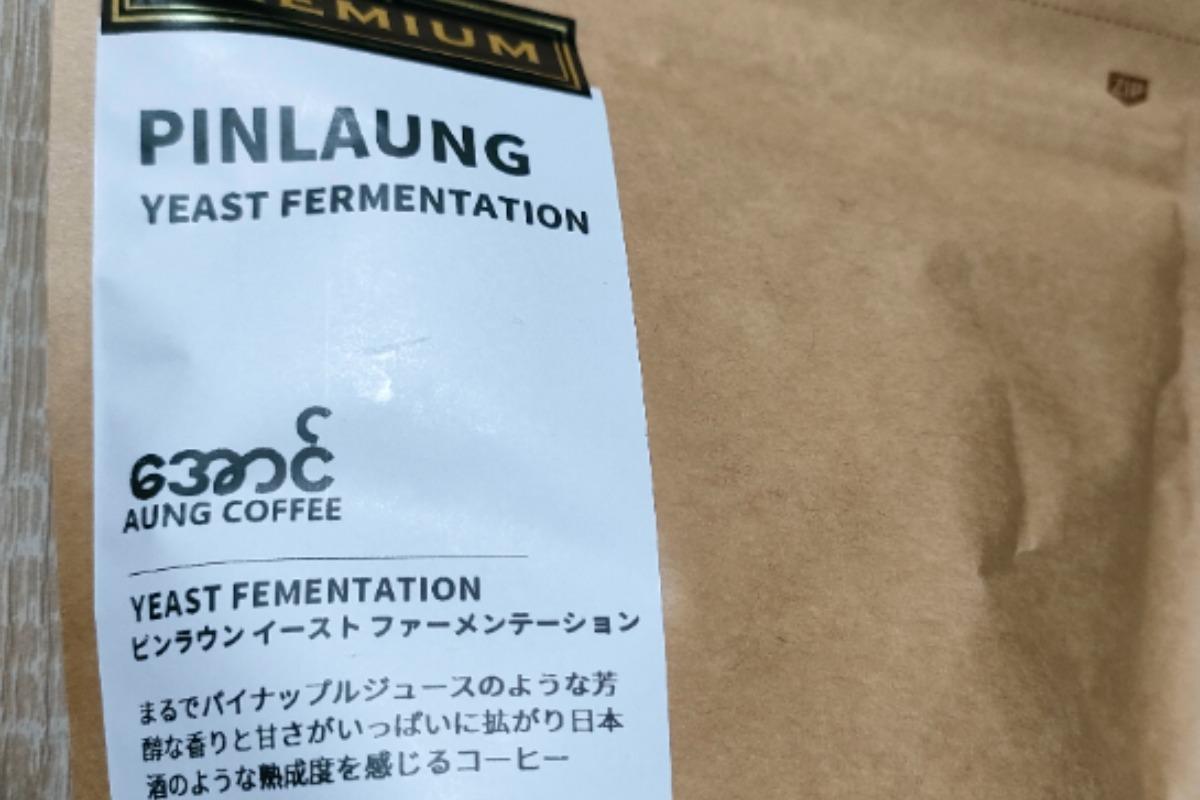 PREMIUM
ZIP
PINLAUNG
YEAST FERMENTATION
အောင်
AUNG COFFEE
YEAST FEMENTATION
ピンラウン イースト ファーメンテーション
まるでパイナップルジュースのような芳
醇な香りと甘さがいっぱいに拡がり日本
酒のような熟成度を感じるコーヒー